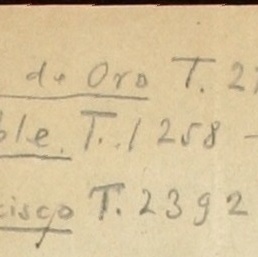 de Oro T. 2
ble. T. 1258 -
cisco T. 2392